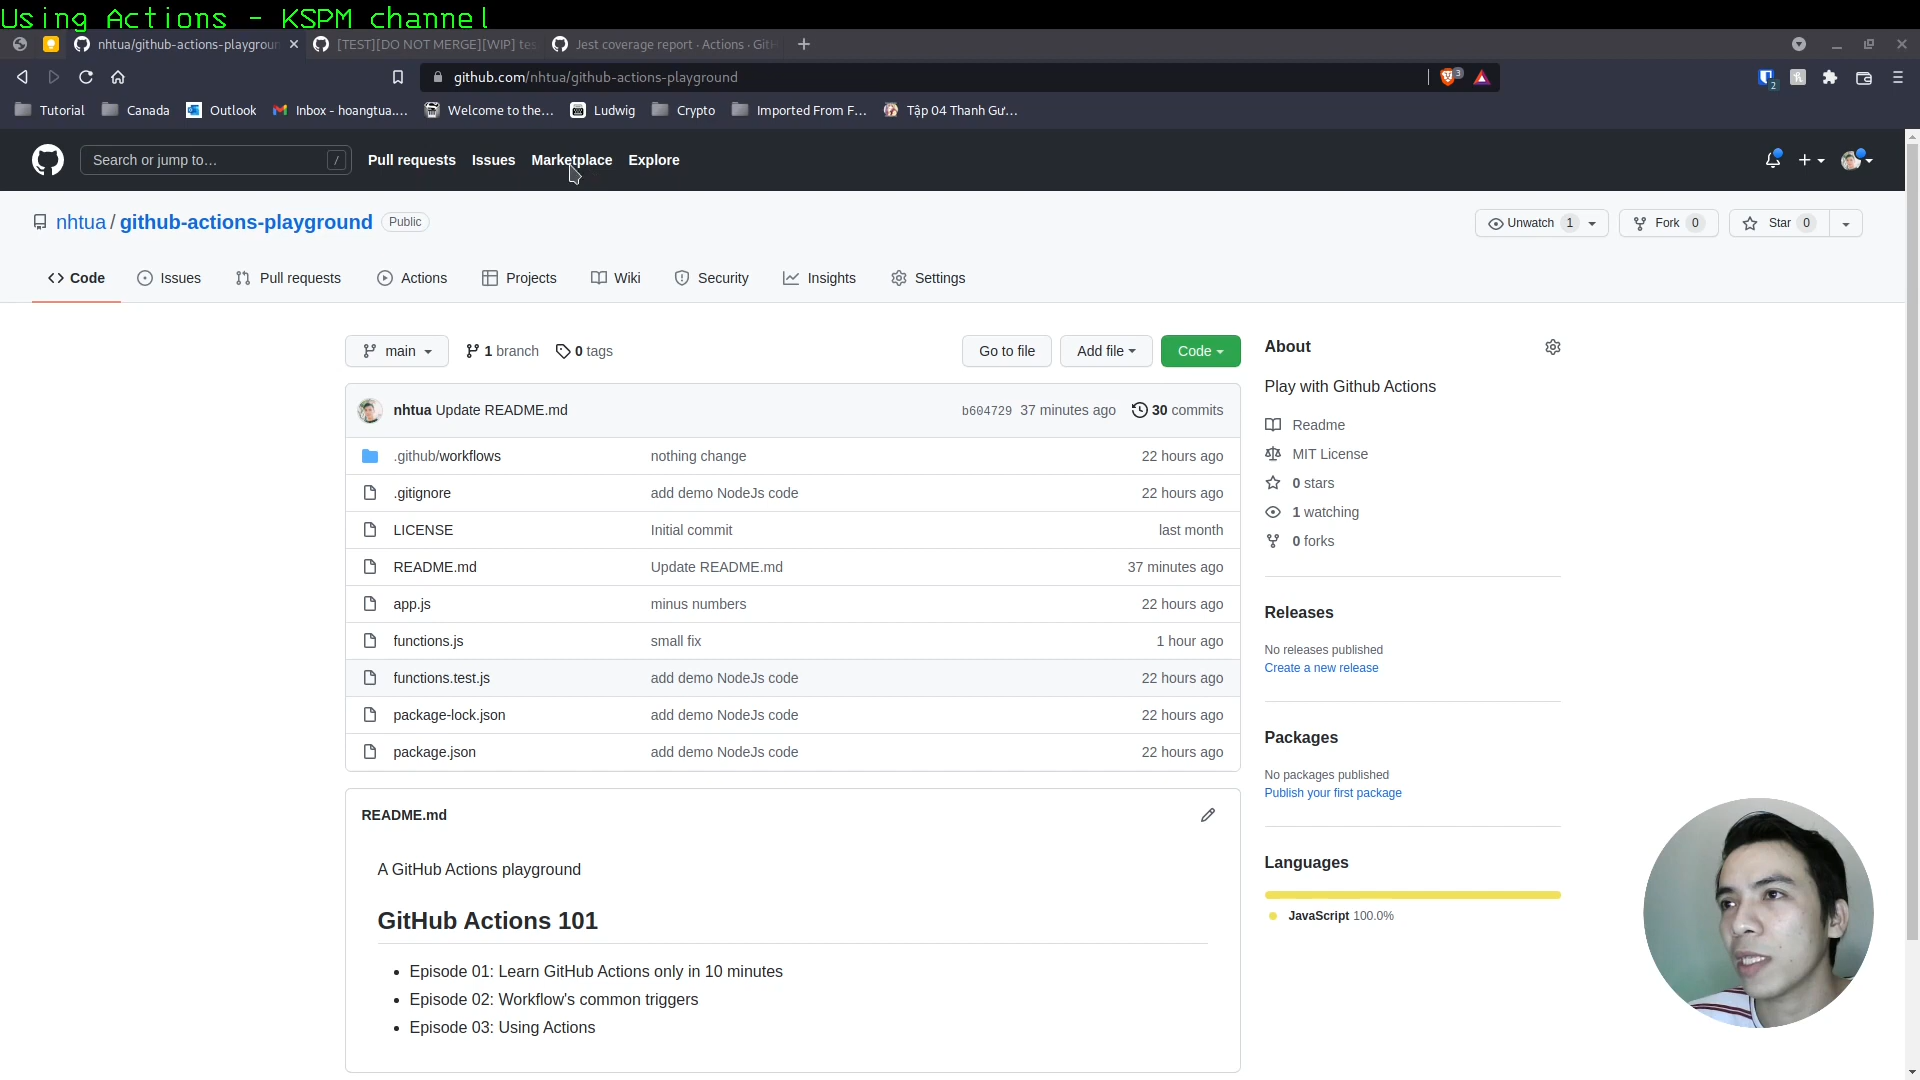 Using Actions - KSPM channel
nhtua/github-actions-playgroun
[TEST][DO NOT MERGE][WIP] tes
Jest coverage report · Actions · GitH
github.com/nhtua/github-actions-playground
3
2
Tutorial
Canada
Outlook
Inbox - hoangtua....
Welcome to the...
Ludwig
Crypto
Imported From F...
Tập 04 Thanh Gư...
Search or jump to...
/
Pull requests
Issues
Marketplace
Explore
nhtua / github-actions-playground
Public
Unwatch 1
Fork 0
Star 0
Code
Issues
Pull requests
Actions
Projects
Wiki
Security
Insights
Settings
main
1 branch
0 tags
Go to file
Add file
Code
nhtua Update README.md
b604729 37 minutes ago
30 commits
.github/workflows nothing change 22 hours ago
.gitignore add demo NodeJs code 22 hours ago
LICENSE Initial commit last month
README.md Update README.md 37 minutes ago
app.js minus numbers 22 hours ago
functions.js small fix 1 hour ago
functions.test.js add demo NodeJs code 22 hours ago
package-lock.json add demo NodeJs code 22 hours ago
package.json add demo NodeJs code 22 hours ago
README.md
A GitHub Actions playground
GitHub Actions 101
Episode 01: Learn GitHub Actions only in 10 minutes
Episode 02: Workflow's common triggers
Episode 03: Using Actions
About
Play with Github Actions
Readme
MIT License
0 stars
1 watching
0 forks
Releases
No releases published
Create a new release
Packages
No packages published
Publish your first package
Languages
JavaScript 100.0%